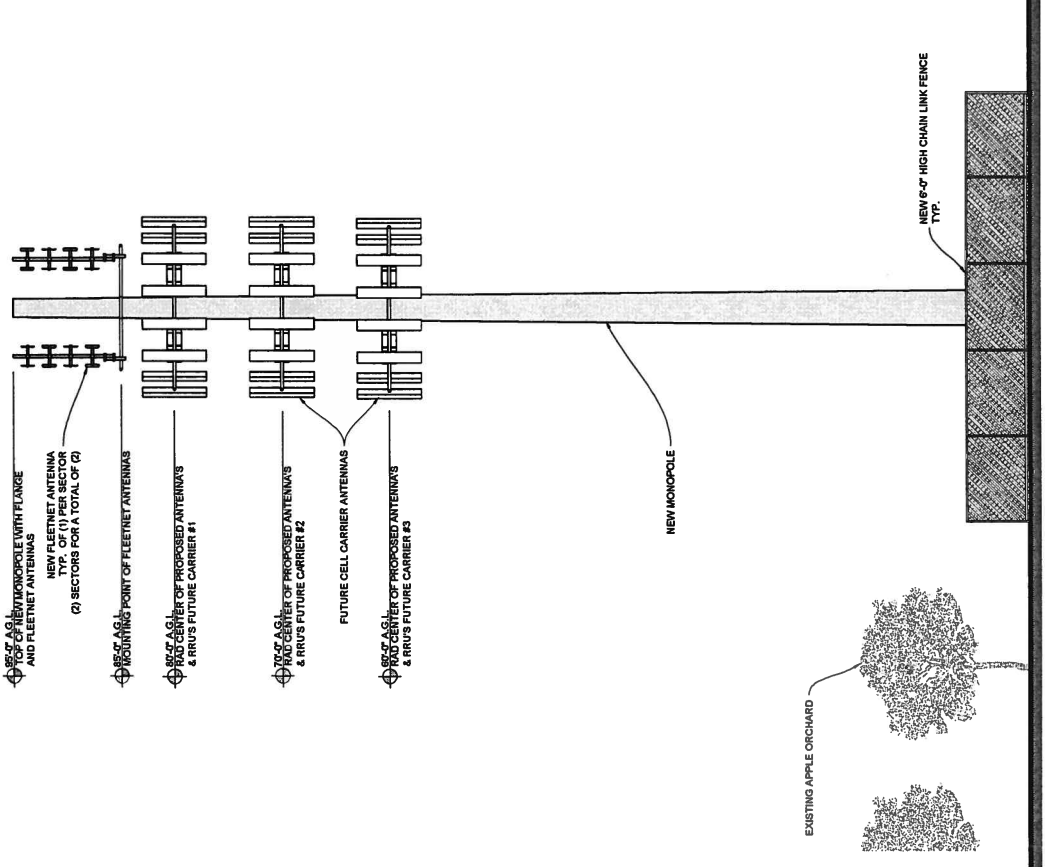 95'-0" A.G.L.
TOP OF NEW MONOPOLE WITH FLANGE
AND FLEETNET ANTENNAS
NEW FLEETNET ANTENNA
TYP. OF (1) PER SECTOR
(2) SECTORS FOR A TOTAL OF (2)
85'-0" A.G.L.
MOUNTING POINT OF FLEETNET ANTENNAS
80'-0" A.G.L.
RAD CENTER OF PROPOSED ANTENNA'S
& RRU'S FUTURE CARRIER #1
70'-0" A.G.L.
RAD CENTER OF PROPOSED ANTENNA'S
& RRU'S FUTURE CARRIER #2
FUTURE CELL CARRIER ANTENNAS
60'-0" A.G.L.
RAD CENTER OF PROPOSED ANTENNA'S
& RRU'S FUTURE CARRIER #3
NEW MONOPOLE
EXISTING APPLE ORCHARD
NEW 6'-0" HIGH CHAIN LINK FENCE
TYP.